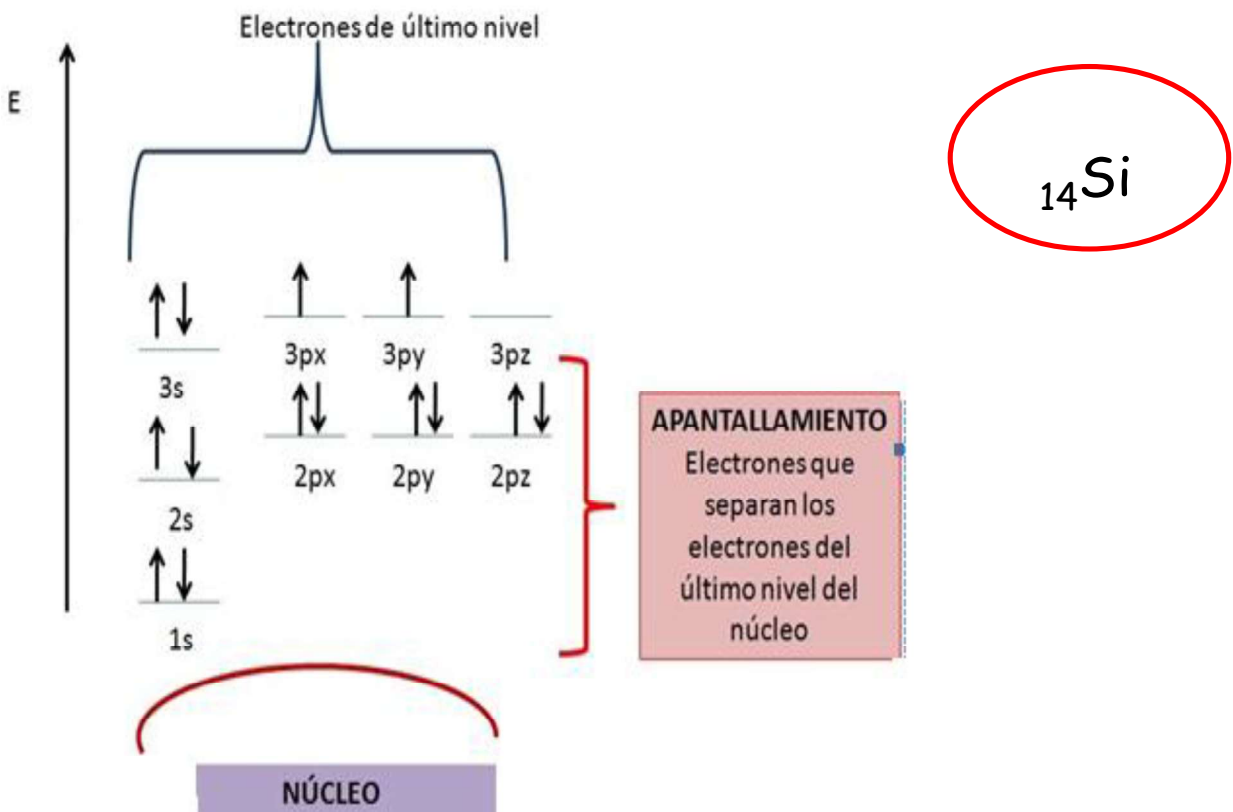 Electrones de último nivel
E
14Si
3px 3py 3pz
3s
2px 2py 2pz
2s
1s
APANTALLAMIENTO
Electrones que
separan los
electrones del
último nivel del
núcleo
NÚCLEO